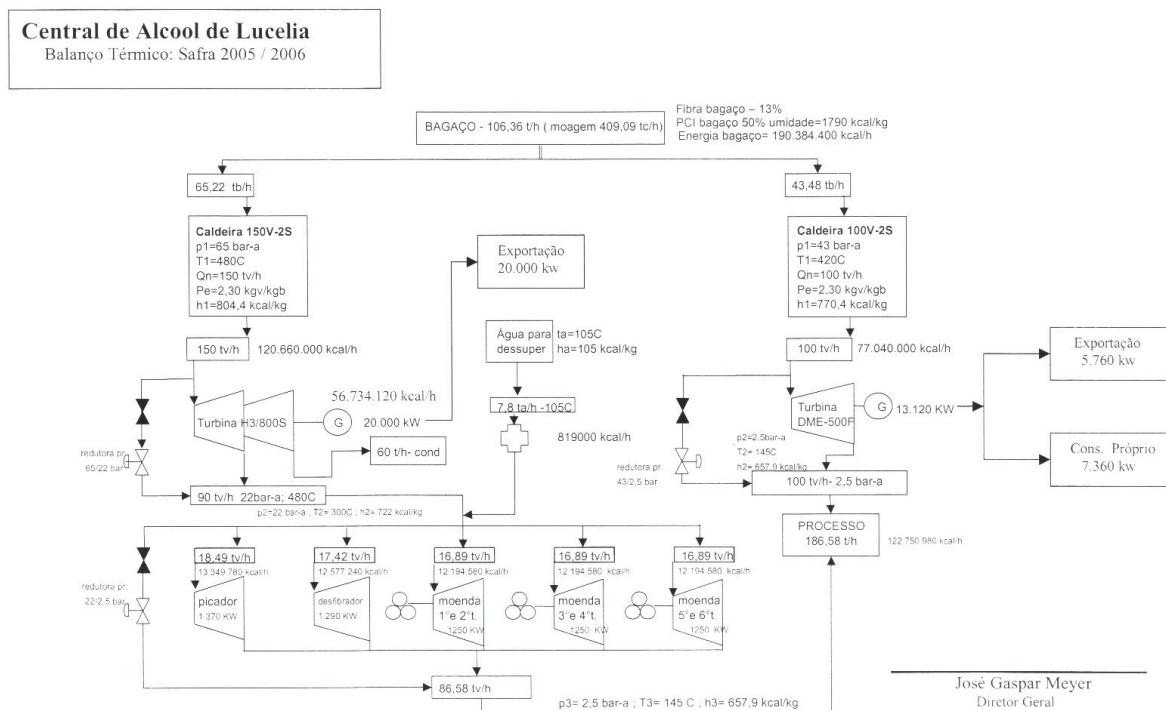 Central de Alcool de Lucelia
Balanço Térmico: Safra 2005 / 2006
BAGAÇO - 106,36 t/h ( moagem 409,09 tc/h)
Fibra bagaço – 13%
PCI bagaço 50% umidade=1790 kcal/kg
Energia bagaço= 190.384.400 kcal/h
65,22 tb/h
43,48 tb/h
Caldeira 150V-2S
p1=65 bar-a
T1=480C
Qn=150 tv/h
Pe=2,30 kgv/kgb
h1=804,4 kcal/kg
Exportação
20.000 kw
Caldeira 100V-2S
p1=43 bar-a
T1=420C
Qn=100 tv/h
Pe=2,30 kgv/kgb
h1=770,4 kcal/kg
150 tv/h
120.660.000 kcal/h
Água para dessuper
ta=105C
ha=105 kcal/kg
100 tv/h
77.040.000 kcal/h
Exportação
5.760 kw
56.734.120 kcal/h
Turbina H3/800S
G
20.000 kW
7,8 ta/h -105C
819000 kcal/h
60 t/h- cond
redutora pr.
65/22 bar
Turbina
DME-500F
G
13.120 KW
p2=2,5bar-a
T2= 145C
h2= 657,9 kcal/kg
redutora pr
43/2,5 bar
Cons. Próprio
7.360 kw
90 tv/h 22bar-a; 480C
p2=22 bar-a , T2= 300C ; h2= 722 kcal/kg
100 tv/h- 2,5 bar-a
PROCESSO
186,58 t/h
122.750.980 kcal/h
18,49 tv/h
17,42 tv/h
16,89 tv/h
16,89 tv/h
16,89 tv/h
13.349.780 kcal/h
12.577.240 kcal/h
12.194.580 kcal/h
12.194.580 kcal/h
12.194.580 kcal/h
redutora pr.
22/2,5 bar
picador
1.370 KW
desfibrador
1.290 KW
moenda
1°e 2°t.
1250 KW
moenda
3°e 4°t.
1250 KW
moenda
5°e 6°t.
1250 KW
86,58 tv/h
p3= 2,5 bar-a ; T3= 145 C , h3= 657,9 kcal/kg
José Gaspar Meyer
Diretor Geral